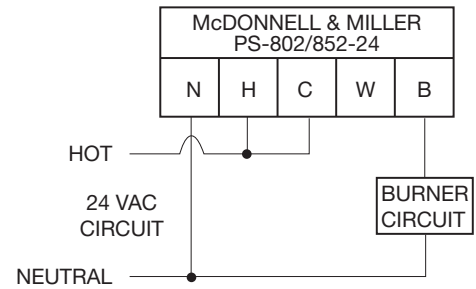 McDONNELL & MILLER
PS-802/852-24
N H C W B
HOT
24 VAC
CIRCUIT
BURNER
CIRCUIT
NEUTRAL